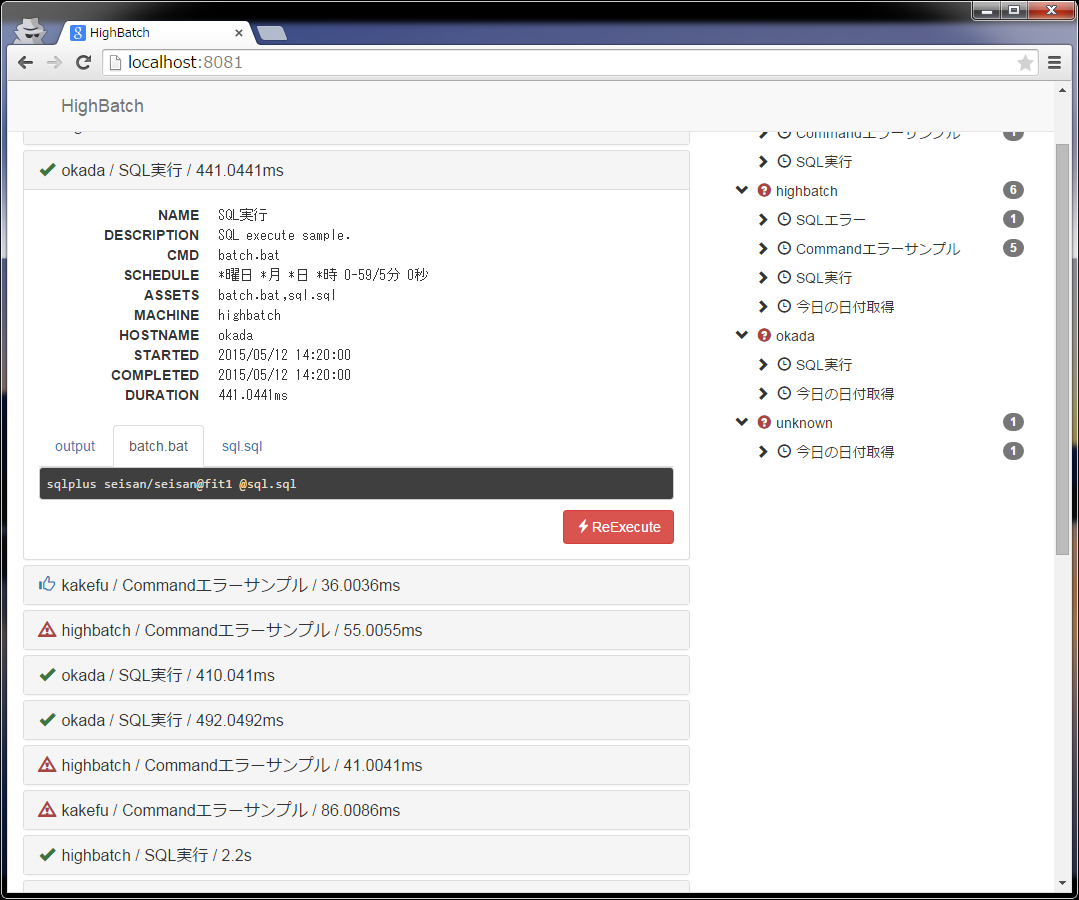 HighBatch
localhost:8081
HighBatch
okada / SQL実行 / 441.0441ms
NAME SQL実行
DESCRIPTION SQL execute sample.
CMD batch.bat
SCHEDULE *曜日 *月 *日 *時 0-59/5分 0秒
ASSETS batch.bat,sql.sql
MACHINE highbatch
HOSTNAME okada
STARTED 2015/05/12 14:20:00
COMPLETED 2015/05/12 14:20:00
DURATION 441.0441ms
output batch.bat sql.sql
sqlplus seisan/seisan@fit1 @sql.sql
ReExecute
kakefu / Commandエラーサンプル / 36.0036ms
highbatch / Commandエラーサンプル / 55.0055ms
okada / SQL実行 / 410.041ms
okada / SQL実行 / 492.0492ms
highbatch / Commandエラーサンプル / 41.0041ms
kakefu / Commandエラーサンプル / 86.0086ms
highbatch / SQL実行 / 2.2s
Commandエラーサンプル 1
SQL実行
highbatch 6
SQLエラー 1
Commandエラーサンプル 5
SQL実行
今日の日付取得
okada
SQL実行
今日の日付取得
unknown 1
今日の日付取得 1